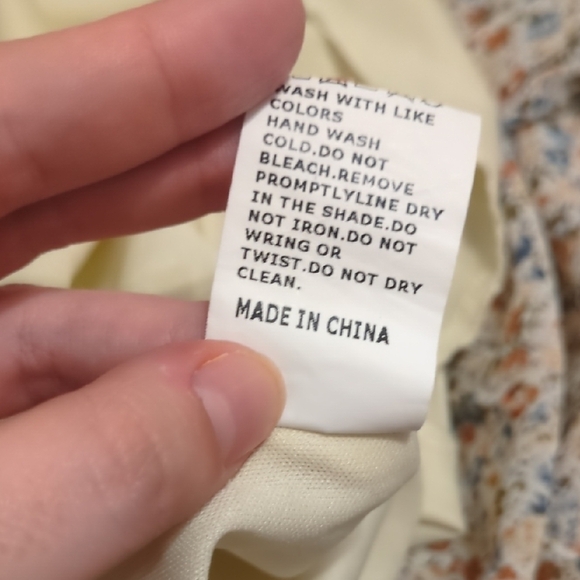 WASH WITH LIKE
COLORS
HAND WASH
COLD.DO NOT
BLEACH.REMOVE
PROMPTLYLINE DRY
IN THE SHADE.DO
NOT IRON.DO NOT
WRING OR
TWIST.DO NOT DRY
CLEAN.
MADE IN CHINA